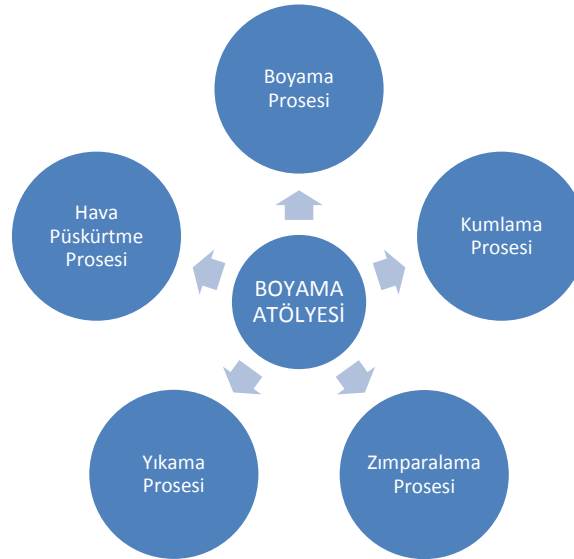 Boyama
Prosesi
Hava
Püskürtme
Prosesi
Kumlama
Prosesi
BOYAMA
ATÖLYESİ
Yıkama
Prosesi
Zımparalama
Prosesi